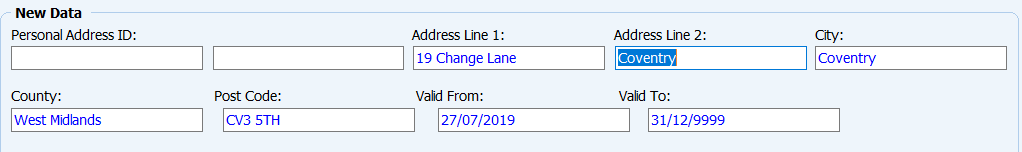 New Data
Personal Address ID: Address Line 1: Address Line 2: City:
19 Change Lane Coventry Coventry
County: Post Code: Valid From: Valid To:
West Midlands CV3 5TH 27/07/2019 31/12/9999